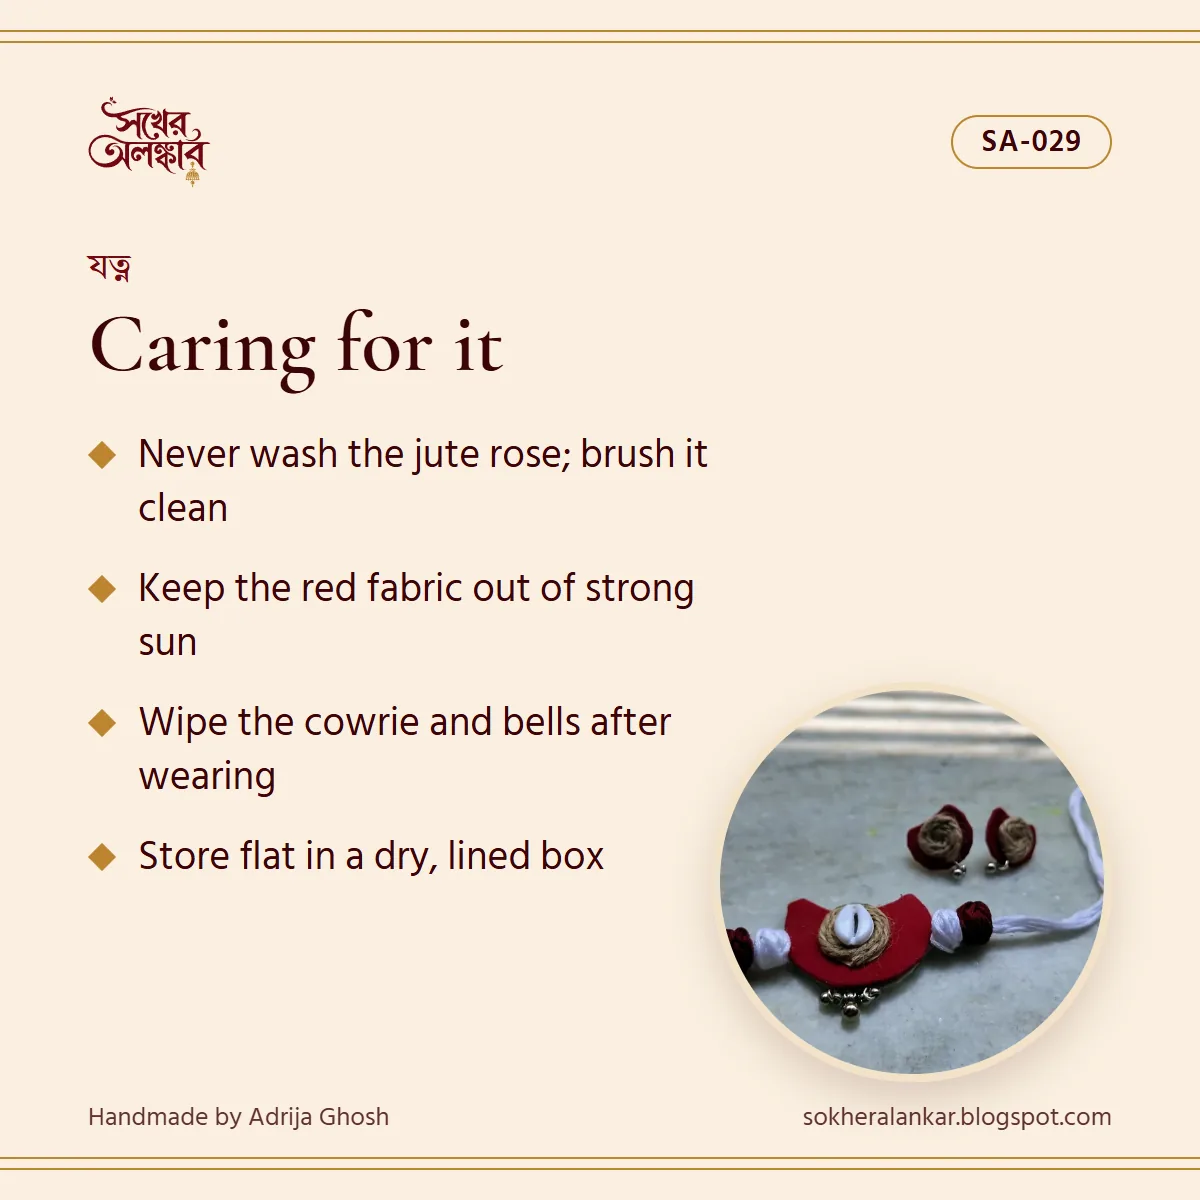 সখের
অলঙ্কার
SA-029
যত্ন
Caring for it
Never wash the jute rose; brush it
clean
Keep the red fabric out of strong
sun
Wipe the cowrie and bells after
wearing
Store flat in a dry, lined box
Handmade by Adrija Ghosh
sokheralankar.blogspot.com